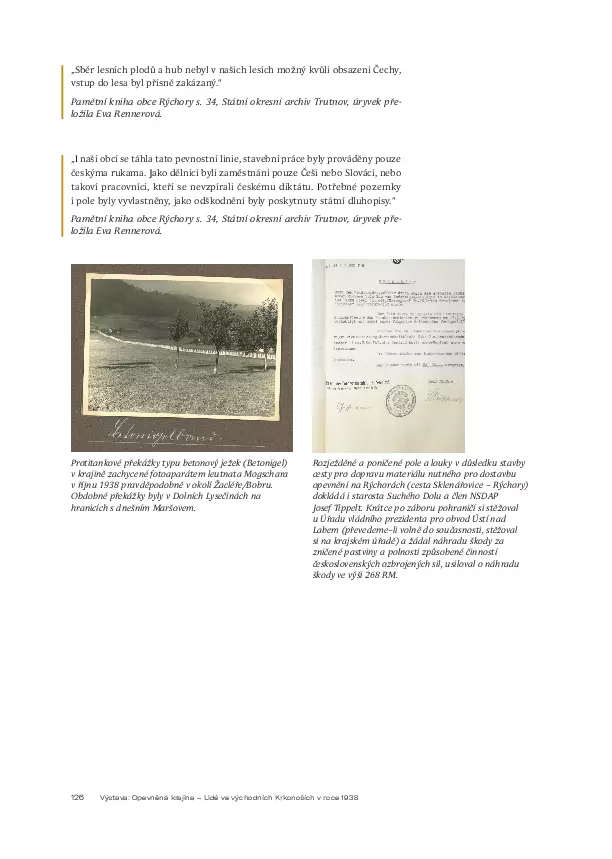 „Sběr lesních plodů a hub nebyl v našich lesích možný kvůli obsazení Čechy,
vstup do lesa byl přísně zakázaný.“
Pamětní kniha obce Rýchory s. 34, Státní okresní archiv Trutnov, úryvek pře-
ložila Eva Rennerová.
„I naší obcí se táhla tato pevnostní linie, stavební práce byly prováděny pouze
českýma rukama. Jako dělníci byli zaměstnáni pouze Češi nebo Slováci, nebo
takoví pracovníci, kteří se nevzpírali českému diktátu. Potřebné pozemky
i pole byly vyvlastněny, jako odškodnění byly poskytnuty státní dluhopisy.“
Pamětní kniha obce Rýchory s. 34, Státní okresní archiv Trutnov, úryvek pře-
ložila Eva Rennerová.
Betonigelbau
Protitankové překážky typu betonový ježek (Betonigel)
v krajině zachycené fotoaparátem leutnata Mogschara
v říjnu 1938 pravděpodobně v okolí Žacléře/Bobru.
Obdobné překážky byly v Dolních Lysečinách na
hranicích s dnešním Maršovem.
Rozježděné a poničené pole a louky v důsledku stavby
cesty pro dopravu materiálu nutného pro dostavbu
opevnění na Rýchorách (cesta Sklenářovice – Rýchory)
dokládá i starosta Suchého Dolu a člen NSDAP
Josef Tippelt. Krátce po záboru pohraničí si stěžoval
u Úřadu vládního prezidenta pro obvod Ústí nad
Labem (převedeme-li volně do současnosti, stěžoval
si na krajském úřadě) a žádal náhradu škody za
zničené pastviny a polnosti způsobené činností
československých ozbrojených sil, usiloval o náhradu
škody ve výši 268 RM.
126 Výstava: Opevněná krajina – Lidé ve východních Krkonoších v roce 1938